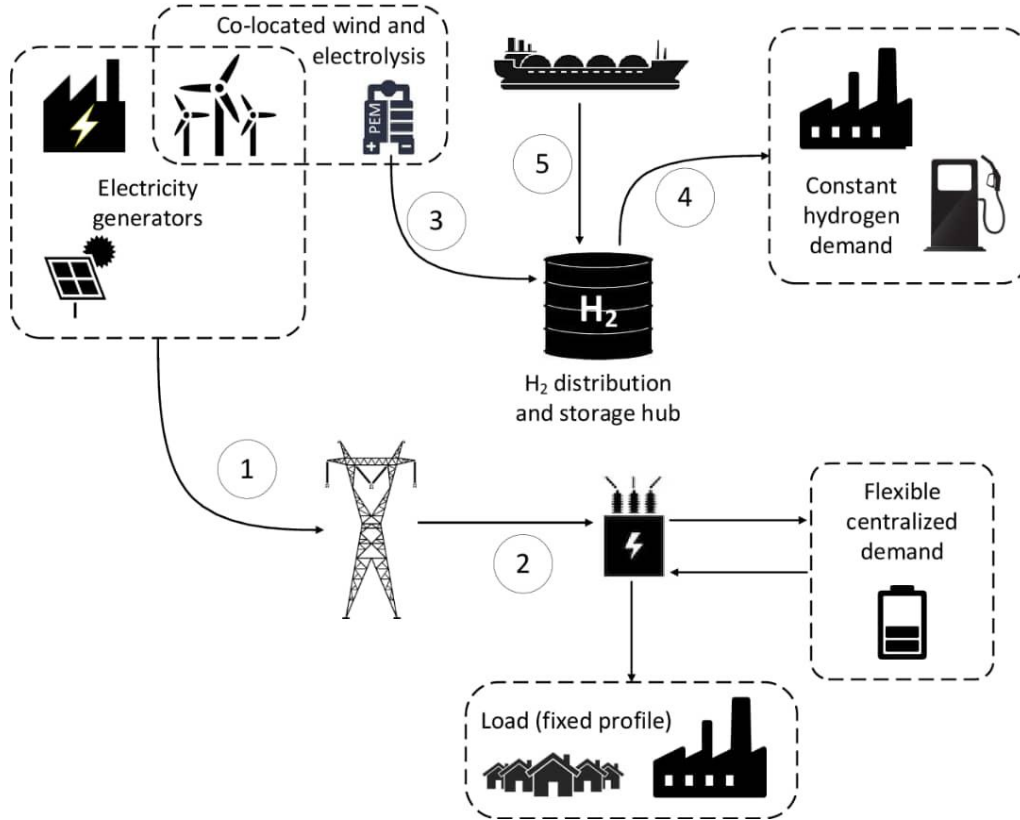 Co-located wind and
electrolysis
PEM
+ -
Electricity
generators
3
5
4
Constant
hydrogen
demand
H₂
H₂ distribution
and storage hub
1
2
Flexible
centralized
demand
Load (fixed profile)